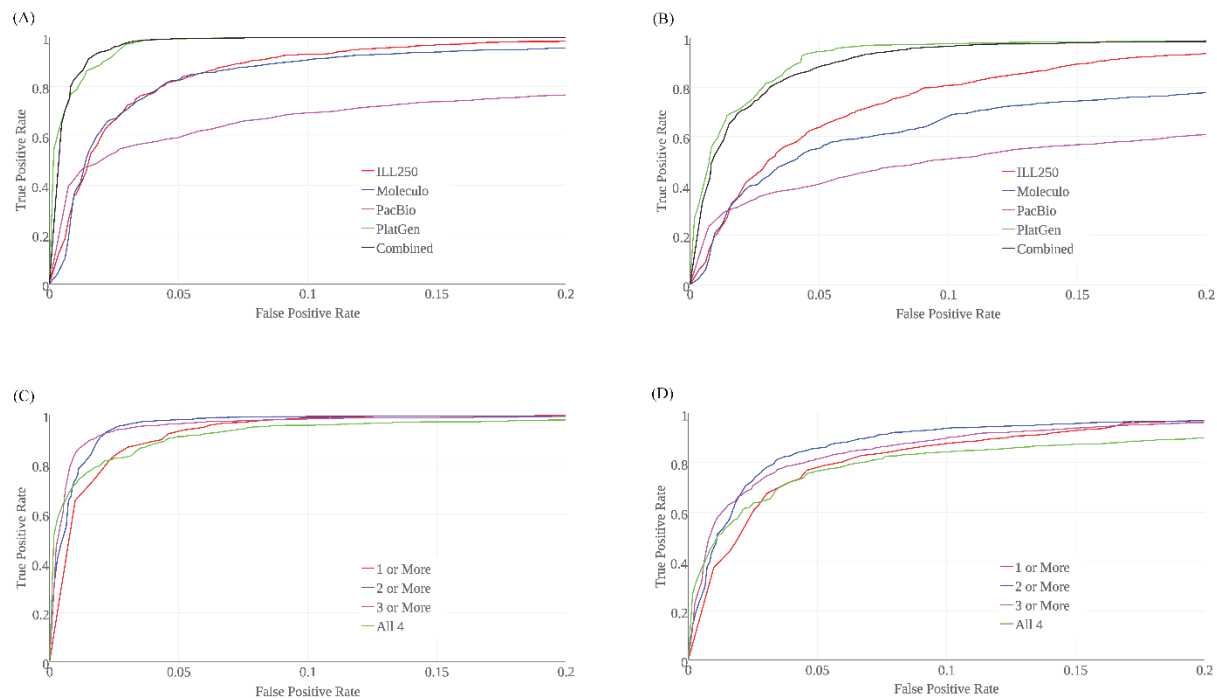 (A)
1
0.8
0.6
0.4
0.2
0
True Positive Rate
ILL250
Moleculo
PacBio
PlatGen
Combined
0
0.05
0.1
0.15
0.2
False Positive Rate
(B)
1
0.8
0.6
0.4
0.2
0
True Positive Rate
ILL250
Moleculo
PacBio
PlatGen
Combined
0
0.05
0.1
0.15
0.2
False Positive Rate
(C)
1
0.8
0.6
0.4
0.2
0
True Positive Rate
1 or More
2 or More
3 or More
All 4
0
0.05
0.1
0.15
0.2
False Positive Rate
(D)
1
0.8
0.6
0.4
0.2
0
True Positive Rate
1 or More
2 or More
3 or More
All 4
0
0.05
0.1
0.15
0.2
False Positive Rate